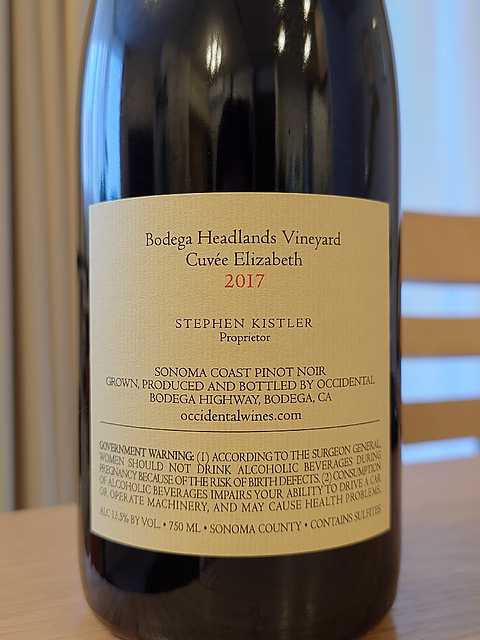 Bodega Headlands Vineyard
Cuvée Elizabeth
2017
STEPHEN KISTLER
Proprietor
SONOMA COAST PINOT NOIR
GROWN, PRODUCED AND BOTTLED BY OCCIDENTAL
BODEGA HIGHWAY, BODEGA, CA
occidentalwines.com
GOVERNMENT WARNING: (1) ACCORDING TO THE SURGEON GENERAL,
WOMEN SHOULD NOT DRINK ALCOHOLIC BEVERAGES DURING
PREGNANCY BECAUSE OF THE RISK OF BIRTH DEFECTS. (2) CONSUMPTION
OF ALCOHOLIC BEVERAGES IMPAIRS YOUR ABILITY TO DRIVE A CAR
OR OPERATE MACHINERY, AND MAY CAUSE HEALTH PROBLEMS.
ALC. 13.5% BY VOL. • 750 ML • SONOMA COUNTY • CONTAINS SULFITES.